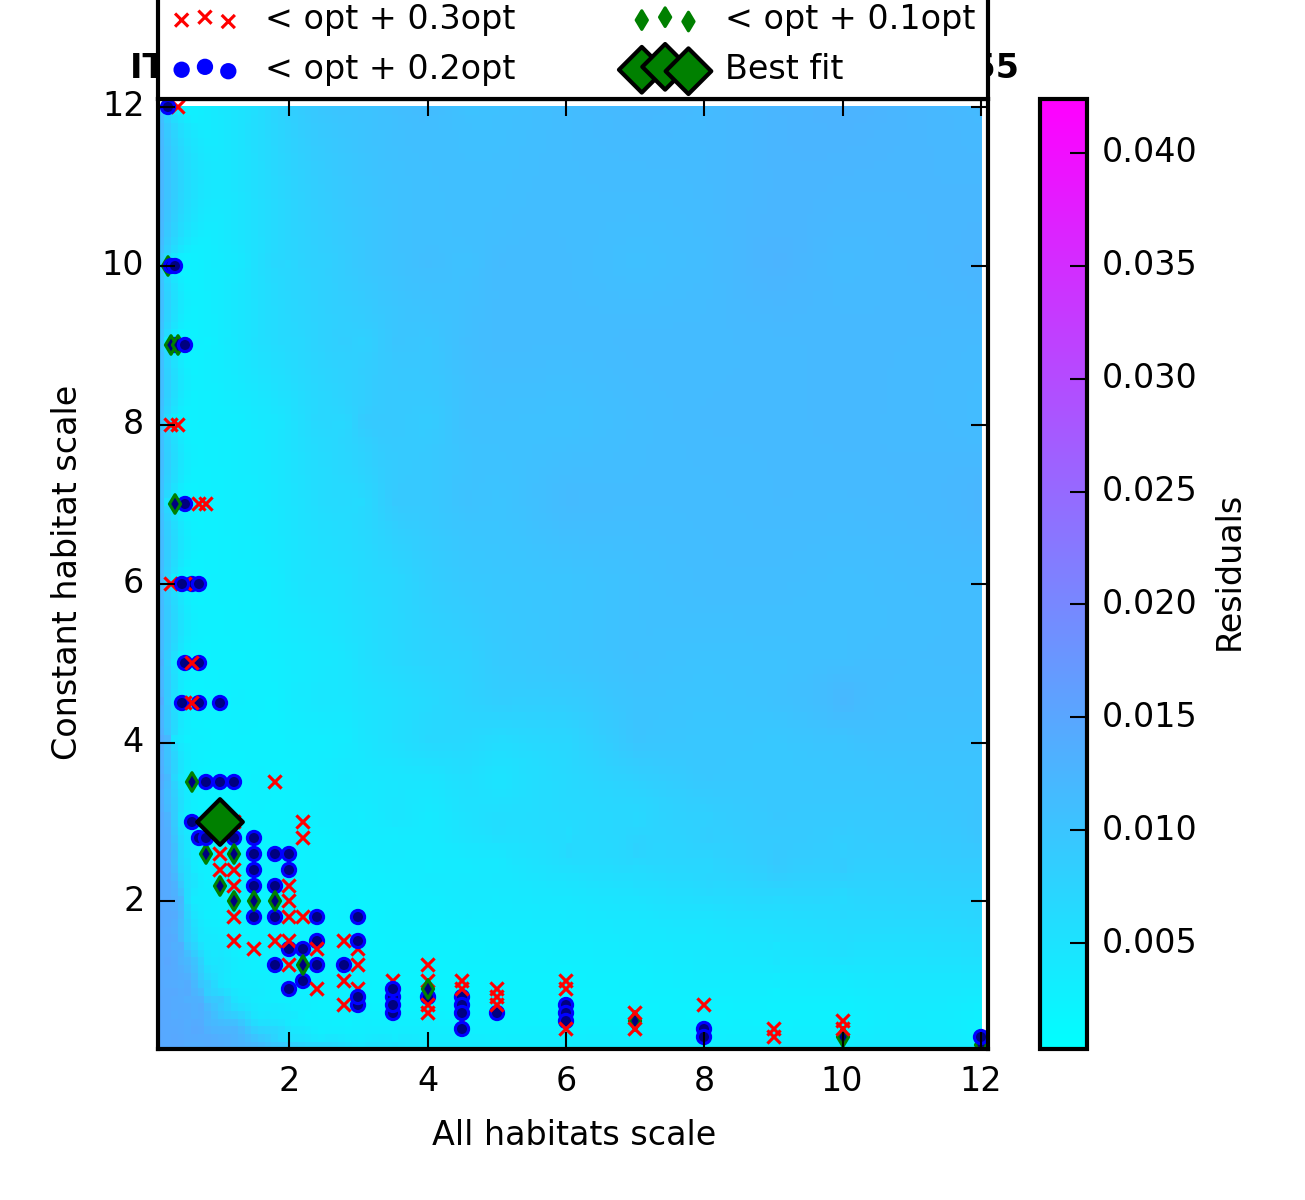 < opt + 0.3opt < opt + 0.1opt
< opt + 0.2opt Best fit
12
10
8
6
4
2
2 4 6 8 10 12
All habitats scale
Constant habitat scale
0.040
0.035
0.030
0.025
0.020
0.015
0.010
0.005
Residuals